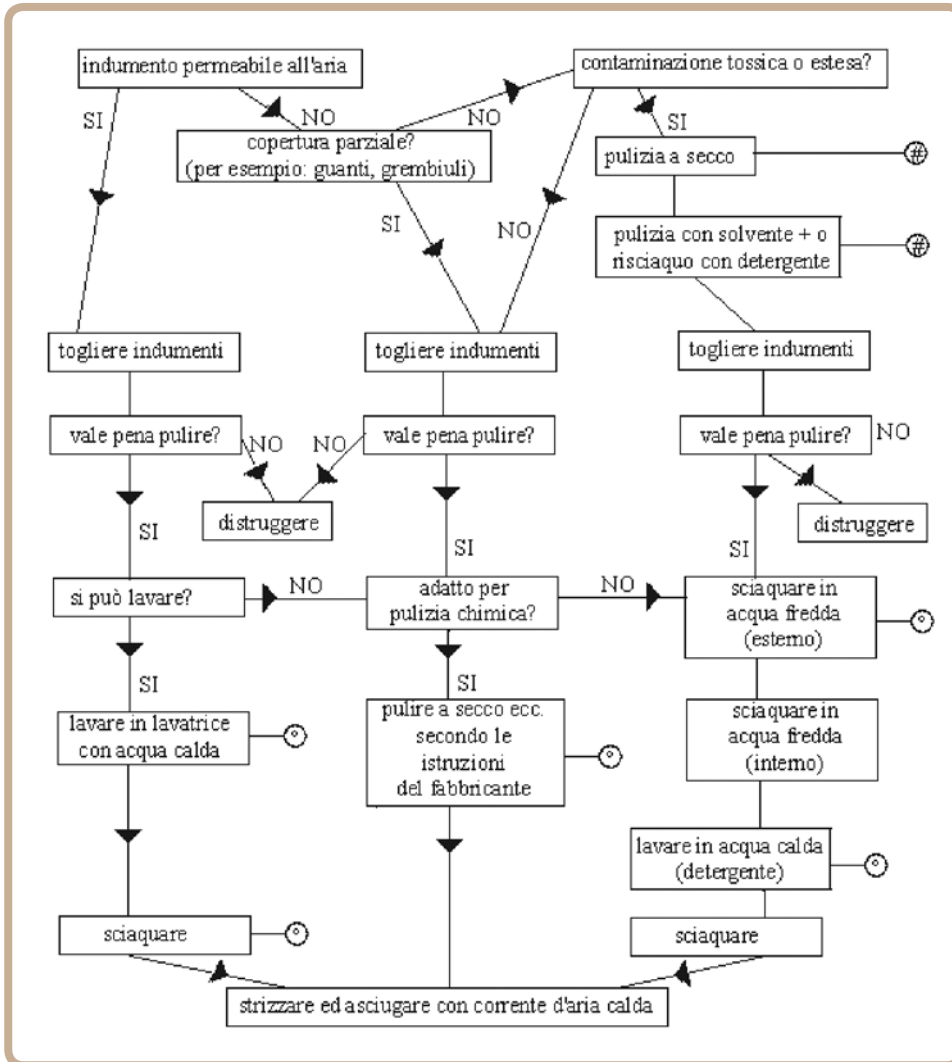 indumento permeabile all'aria
contaminazione tossica o estesa?
SI
NO
NO
SI
copertura parziale?
(per esempio: guanti, grembiuli)
pulizia a secco
#
SI
NO
pulizia con solvente + o
risciaquo con detergente
#
togliere indumenti
togliere indumenti
togliere indumenti
vale pena pulire?
NO
NO
vale pena pulire?
vale pena pulire?
NO
distruggere
distruggere
SI
SI
SI
si può lavare?
NO
adatto per
pulizia chimica?
NO
sciaquare in
acqua fredda
(esterno)
°
SI
SI
lavare in lavatrice
con acqua calda
°
pulire a secco ecc.
secondo le
istruzioni
del fabbricante
°
sciaquare in
acqua fredda
(interno)
lavare in acqua calda
(detergente)
°
sciaquare
°
sciaquare
strizzare ed asciugare con corrente d'aria calda